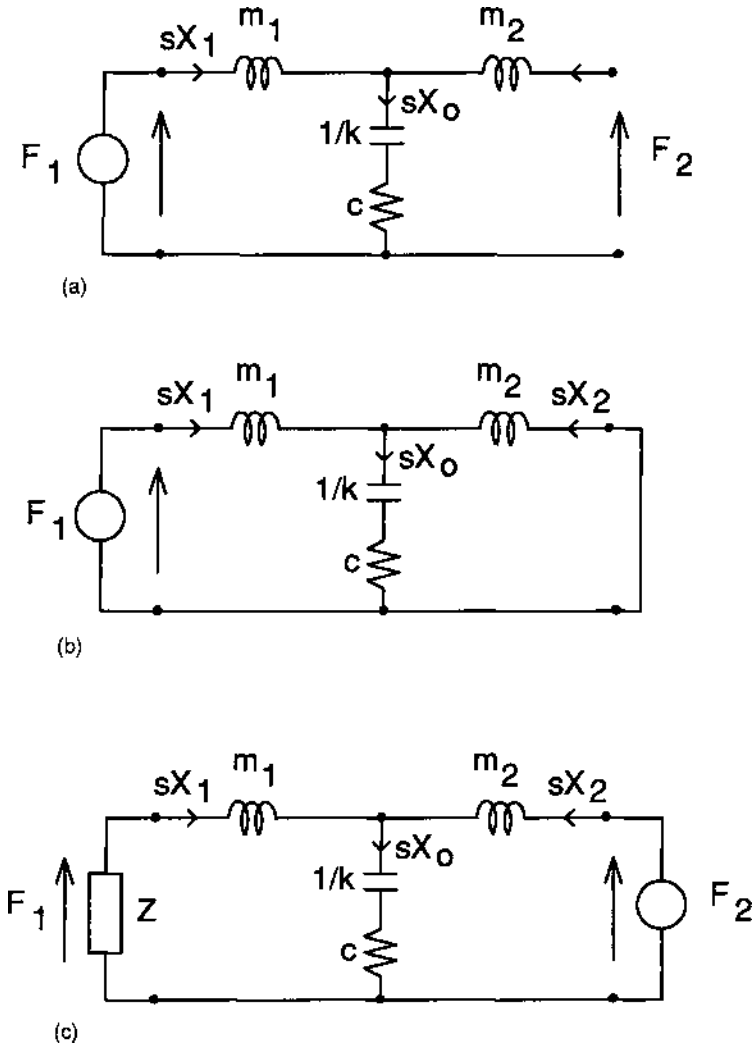 m₁
m₂
sX₁
sXₒ
1/k
F₁
F₂
c
(a)
m₁
m₂
sX₁
sX₂
sXₒ
1/k
F₁
c
(b)
m₁
m₂
sX₁
sX₂
sXₒ
1/k
F₁
Z
F₂
c
(c)